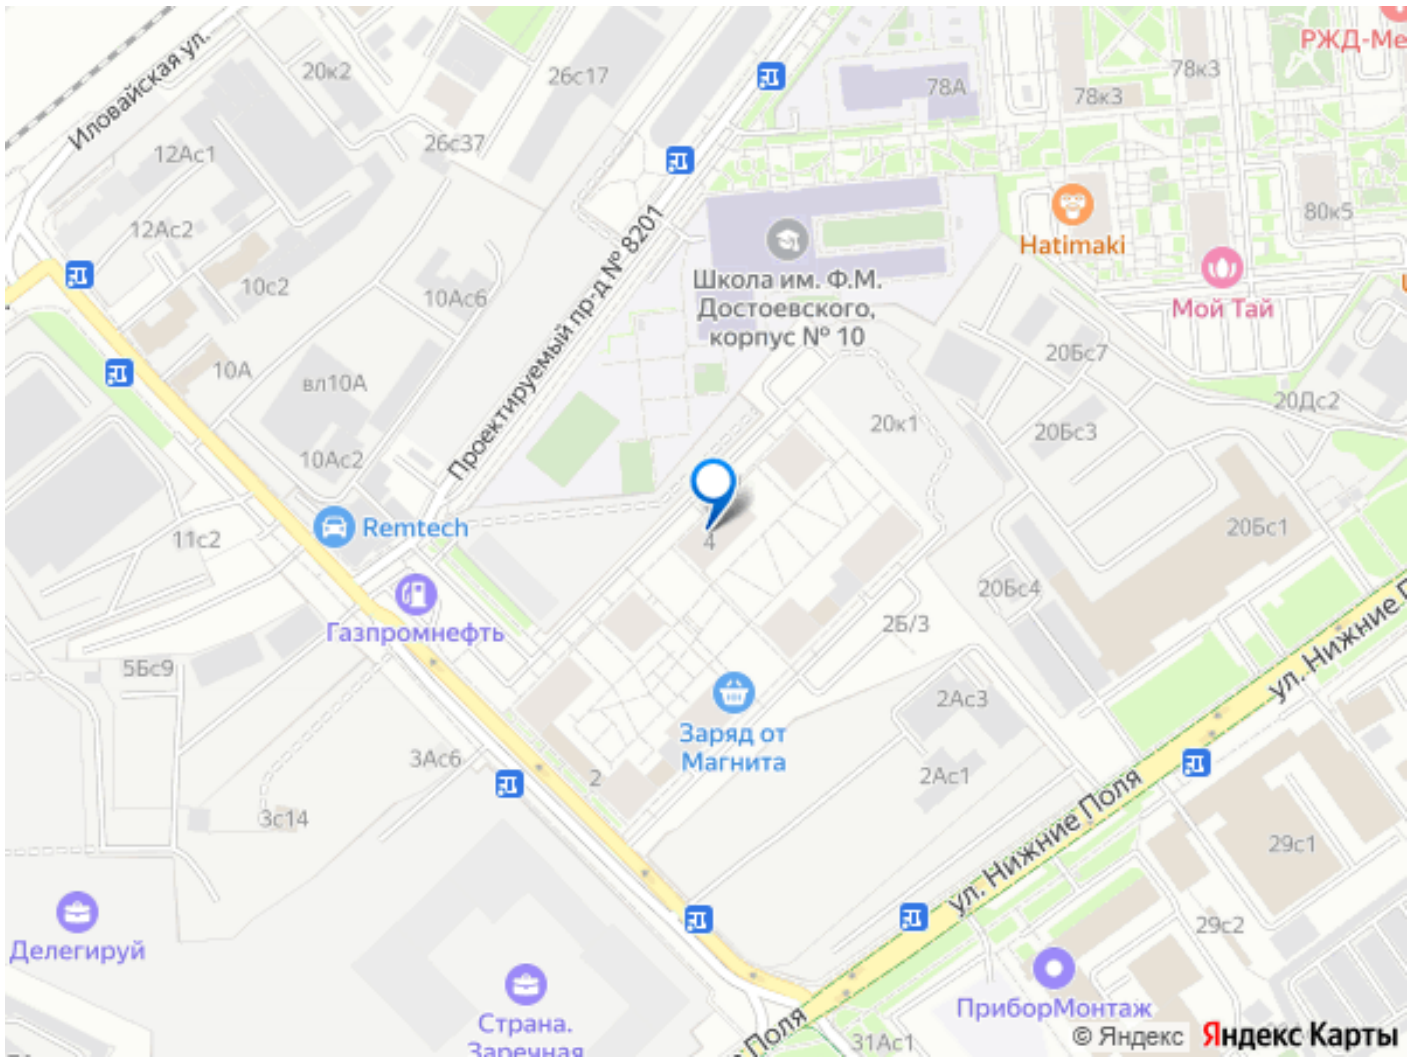 РЖД-Ме
Иловайская ул.
20к2
26с17
78А
78к3
78к3
26с37
12Ас1
12Ас2
80к5
Hatimaki
Проектируемый пр-д № 8201
Школа им. Ф.М.
Достоевского,
корпус № 10
10с2
10Ас6
Мой Тай
20Бс7
10А
вл10А
20Дс2
20к1
20Бс3
10Ас2
Remtech
11с2
4
20Бс1
20Бс4
Газпромнефть
2Б/3
5Бс9
ул. Нижние П
2Ас3
Заряд от
Магнита
3Ас6
2
2Ас1
3с14
ул. Нижние Поля
29с1
Делегируй
29с2
ПриборМонтаж
Страна.
Заречная
Поля
31Ас1
© Яндекс Яндекс Карты